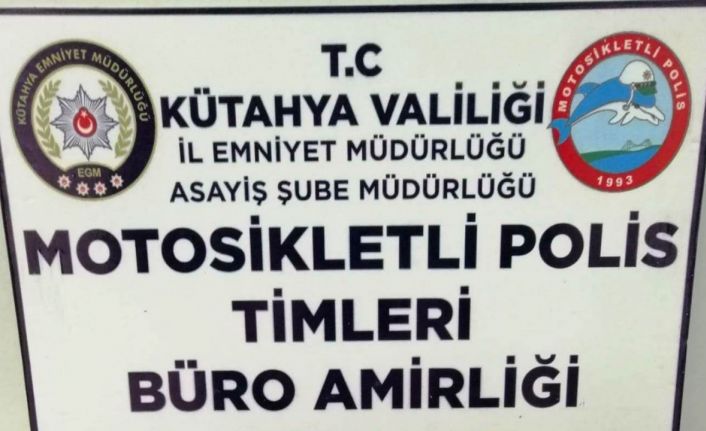 T.C
KÜTAHYA VALİLİĞİ
İL EMNİYET MÜDÜRLÜĞÜ
ASAYİŞ ŞUBE MÜDÜRLÜĞÜ
MOTOSİKLETLİ POLİS
TİMLERİ
BÜRO AMİRLİĞİ
KÜTAHYA EMNİYET MÜDÜRLÜĞÜ
EGM
MOTOSİKLETLİ POLİS
1993